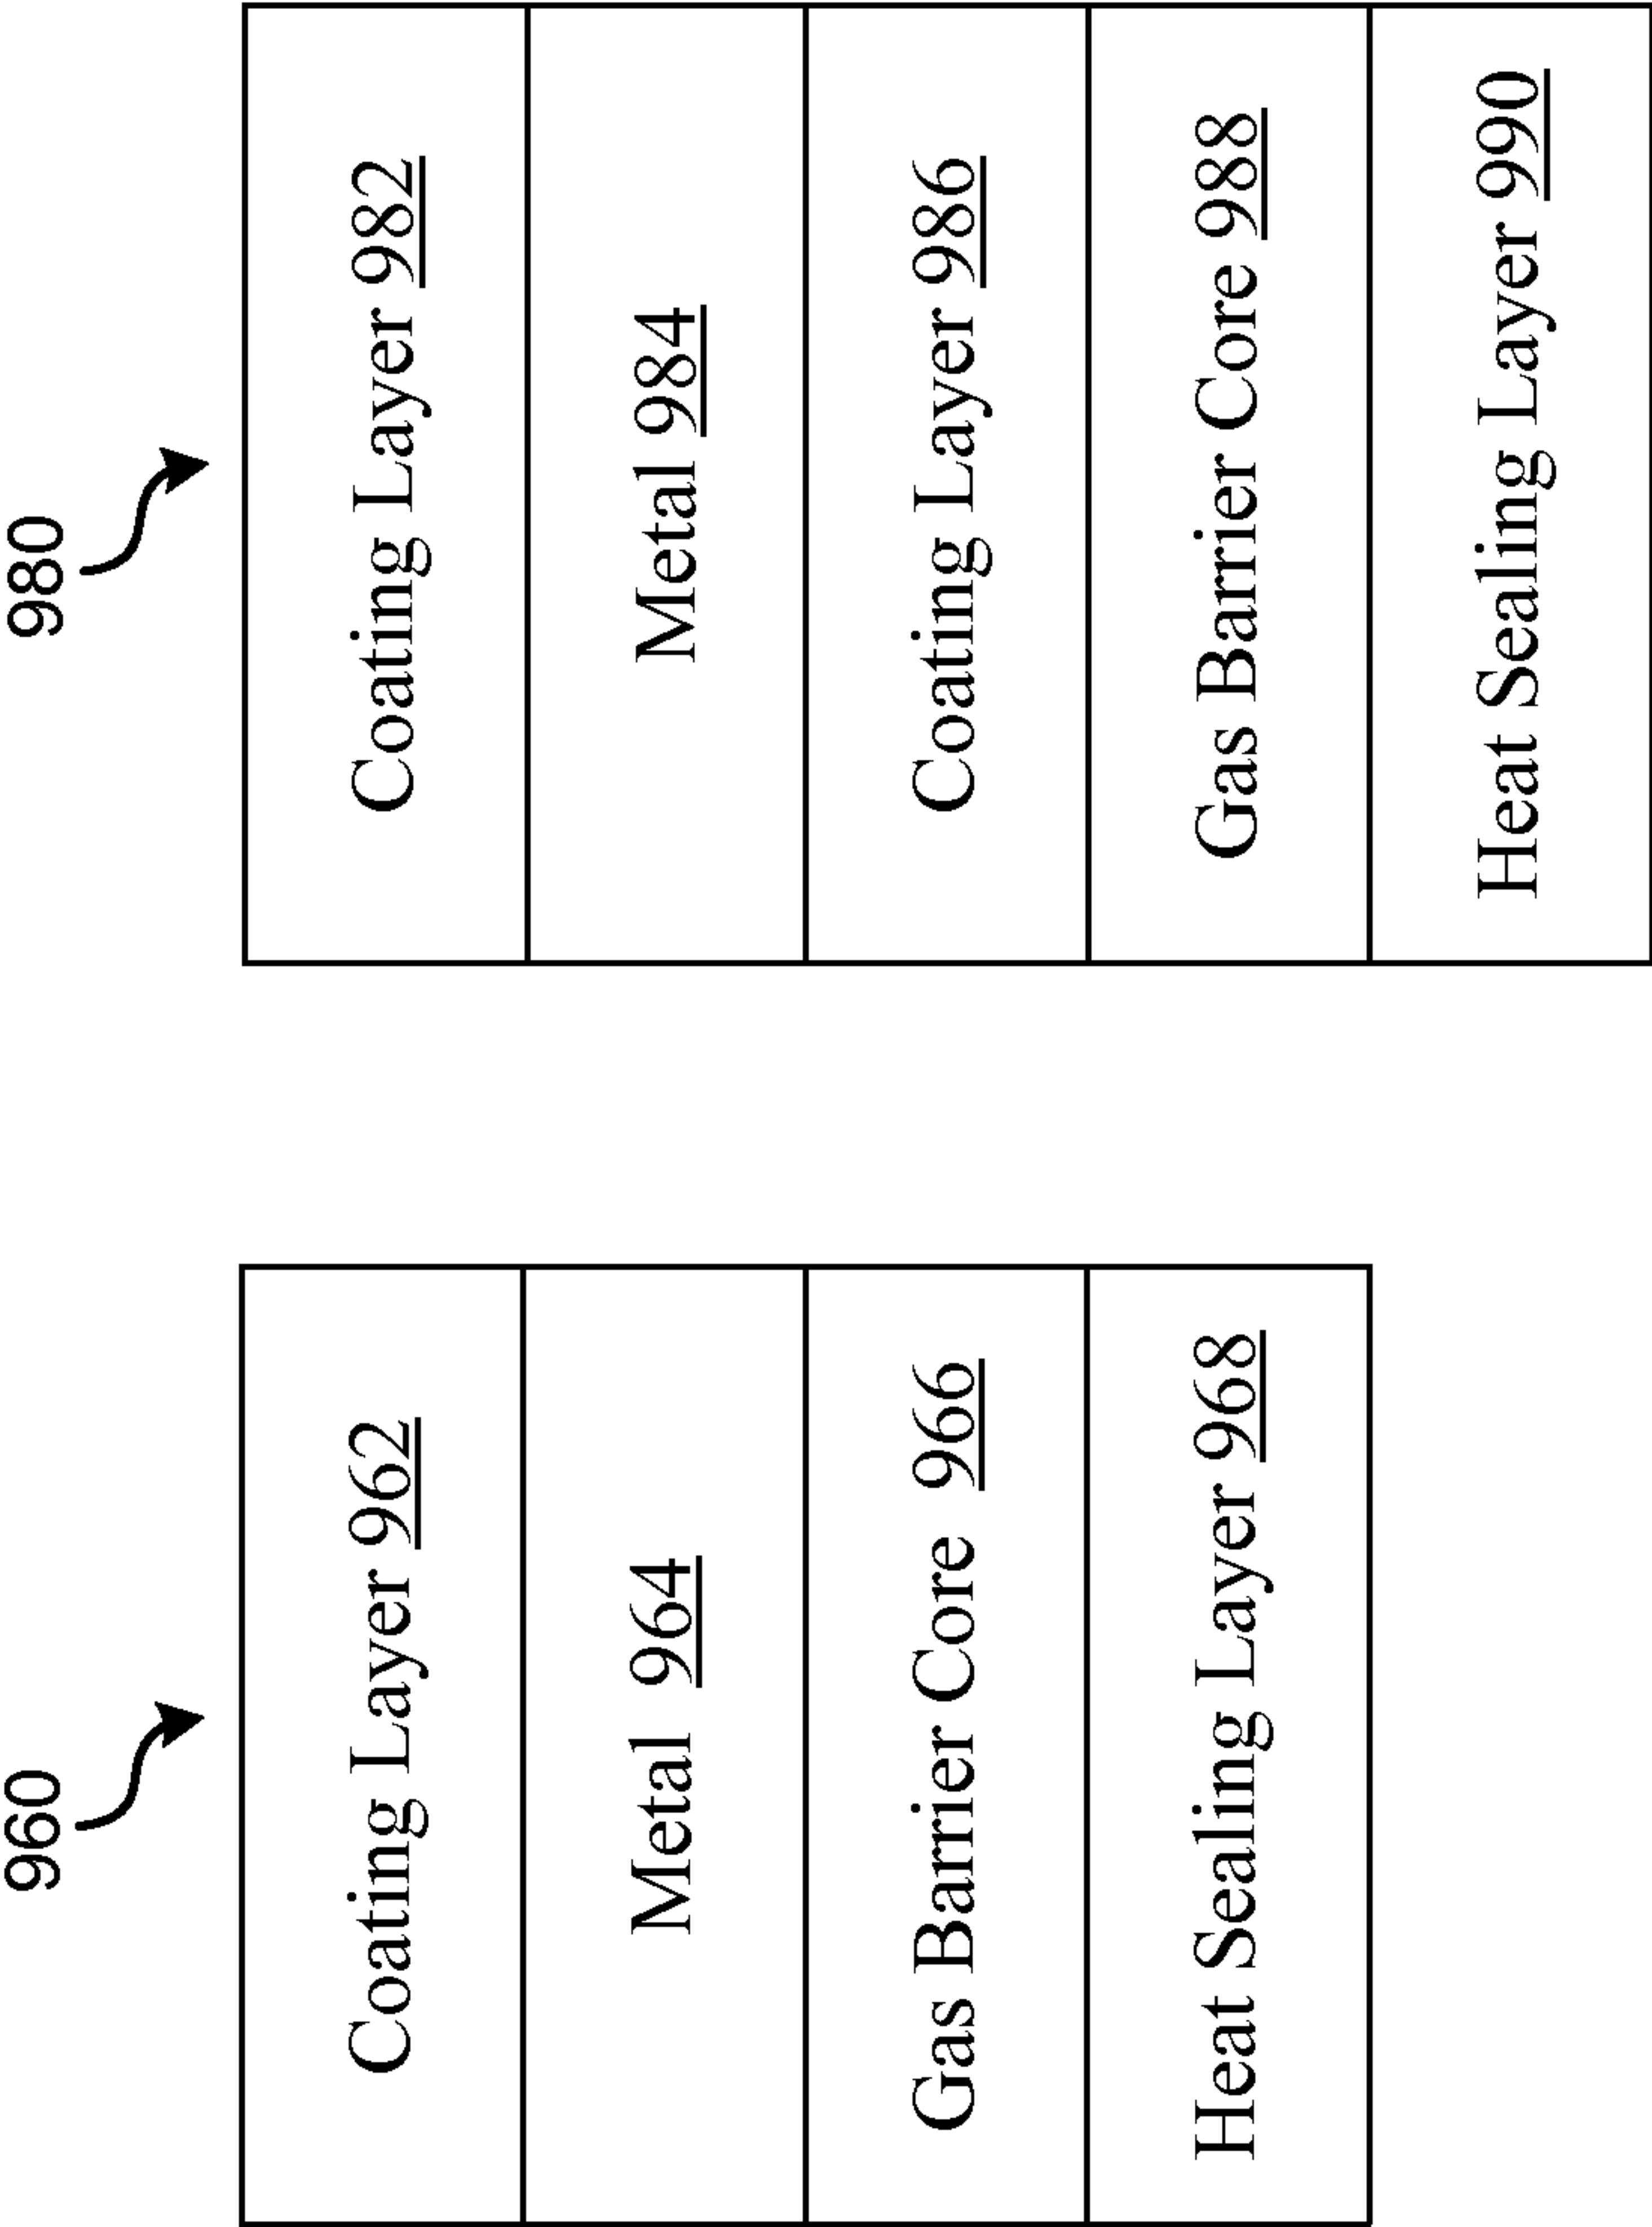 960
Coating Layer 962
Metal 964
Gas Barrier Core 966
Heat Sealing Layer 968
980
Coating Layer 982
Metal 984
Coating Layer 986
Gas Barrier Core 988
Heat Sealing Layer 990